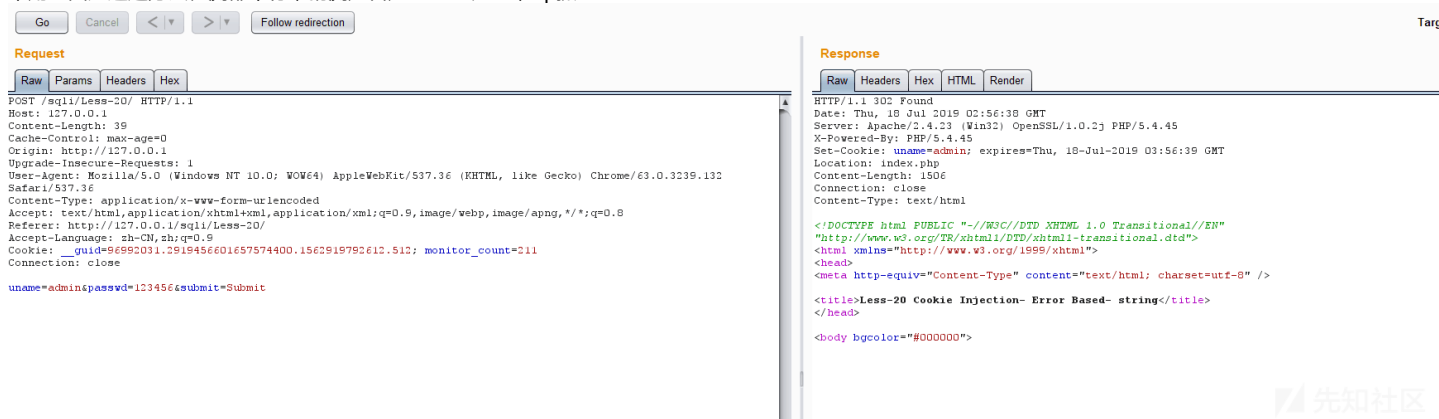 Go Cancel < > Follow redirection Targ
Request
Raw Params Headers Hex
POST /sqli/Less-20/ HTTP/1.1
Host: 127.0.0.1
Content-Length: 39
Cache-Control: max-age=0
Origin: http://127.0.0.1
Upgrade-Insecure-Requests: 1
User-Agent: Mozilla/5.0 (Windows NT 10.0; WOW64) AppleWebKit/537.36 (KHTML, like Gecko) Chrome/63.0.3239.132
Safari/537.36
Content-Type: application/x-www-form-urlencoded
Accept: text/html,application/xhtml+xml,application/xml;q=0.9,image/webp,image/apng,*/*;q=0.8
Referer: http://127.0.0.1/sqli/Less-20/
Accept-Language: zh-CN,zh;q=0.9
Cookie: __guid=96992031.2919456601657574400.1562919792612.512; monitor_count=211
Connection: close
uname=admin&passwd=123456&submit=Submit
Response
Raw Headers Hex HTML Render
HTTP/1.1 302 Found
Date: Thu, 18 Jul 2019 02:56:38 GMT
Server: Apache/2.4.23 (Win32) OpenSSL/1.0.2j PHP/5.4.45
X-Powered-By: PHP/5.4.45
Set-Cookie: uname=admin; expires=Thu, 18-Jul-2019 03:56:39 GMT
Location: index.php
Content-Length: 1506
Connection: close
Content-Type: text/html
<!DOCTYPE html PUBLIC "-//W3C//DTD XHTML 1.0 Transitional//EN"
"http://www.w3.org/TR/xhtml1/DTD/xhtml1-transitional.dtd">
<html xmlns="http://www.w3.org/1999/xhtml">
<head>
<meta http-equiv="Content-Type" content="text/html; charset=utf-8" />
<title>Less-20 Cookie Injection- Error Based- string</title>
</head>
<body bgcolor="#000000">
先知社区